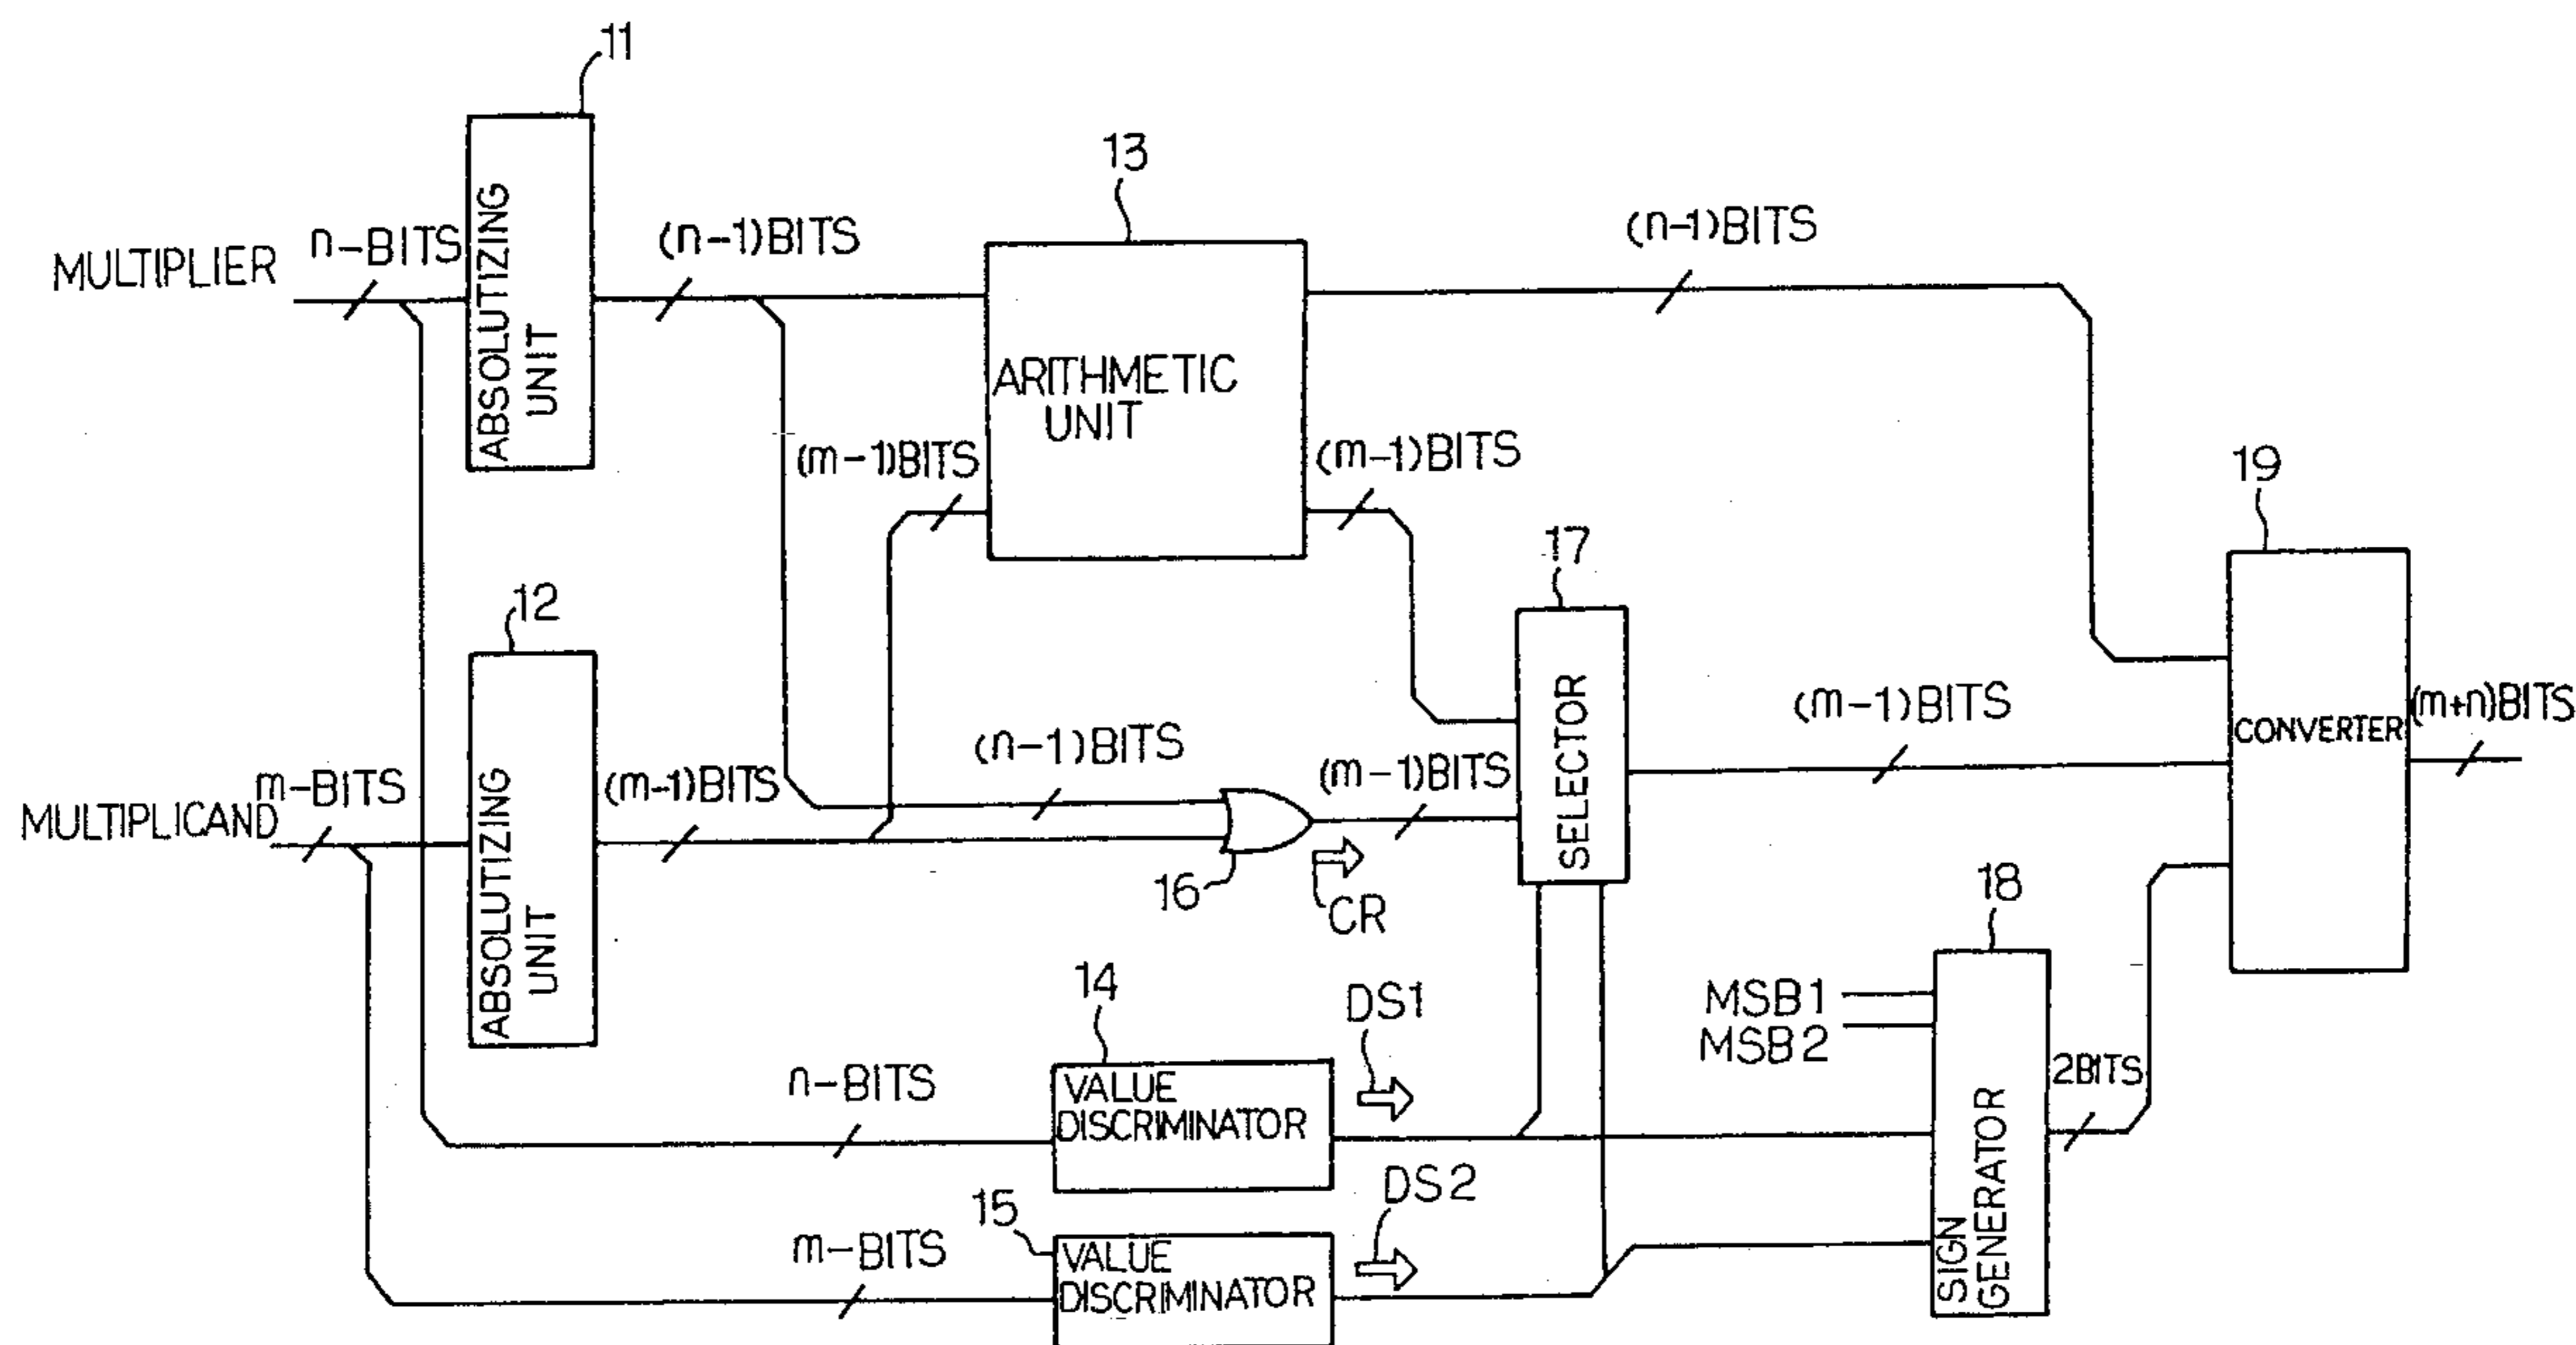 11
13
n-BITS
(n-1)BITS
(n-1)BITS
MULTIPLIER
ABSOLUTIZING
UNIT
ARITHMETIC
UNIT
(m-1)BITS
(m-1)BITS
19
17
12
(m-1)BITS
(m+n)BITS
CONVERTER
SELECTOR
(n-1)BITS
(m-1)BITS
m-BITS
(m-1)BITS
MULTIPLICAND
ABSOLUTIZING
UNIT
16
CR
18
14
DS1
MSB1
MSB2
n-BITS
VALUE
DISCRIMINATOR
2BITS
SIGN
GENERATOR
DS2
15
m-BITS
VALUE
DISCRIMINATOR